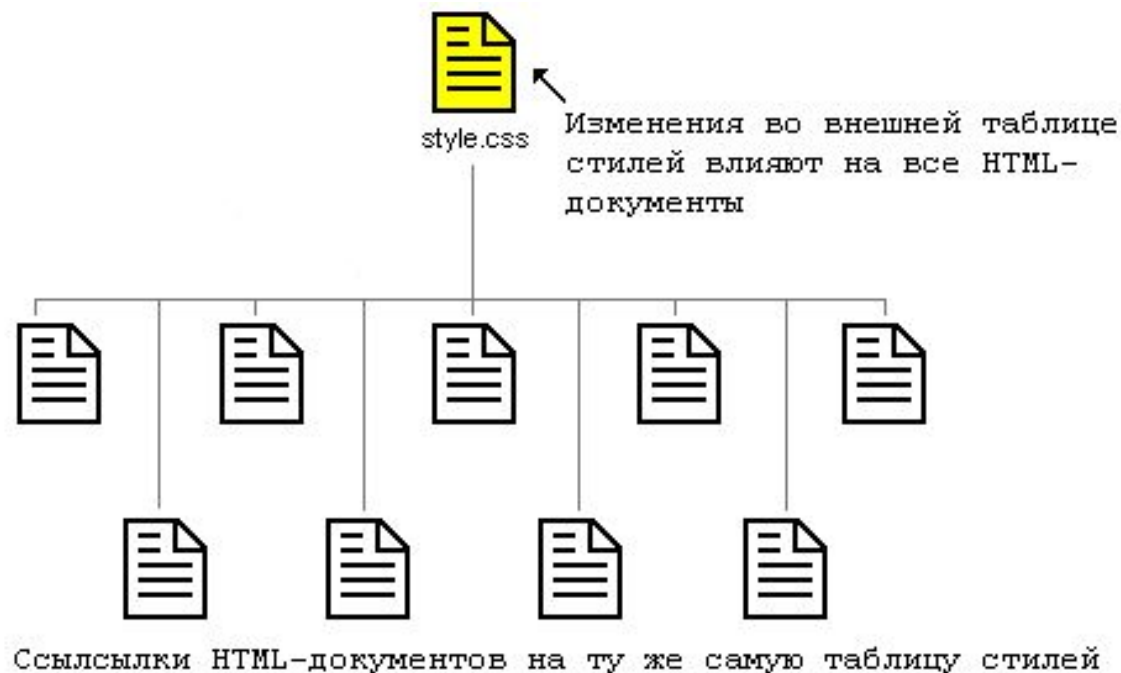 style.css
Изменения во внешней таблице
стилей влияют на все HTML-
документы
Ссылсылки HTML-документов на ту же самую таблицу стилей